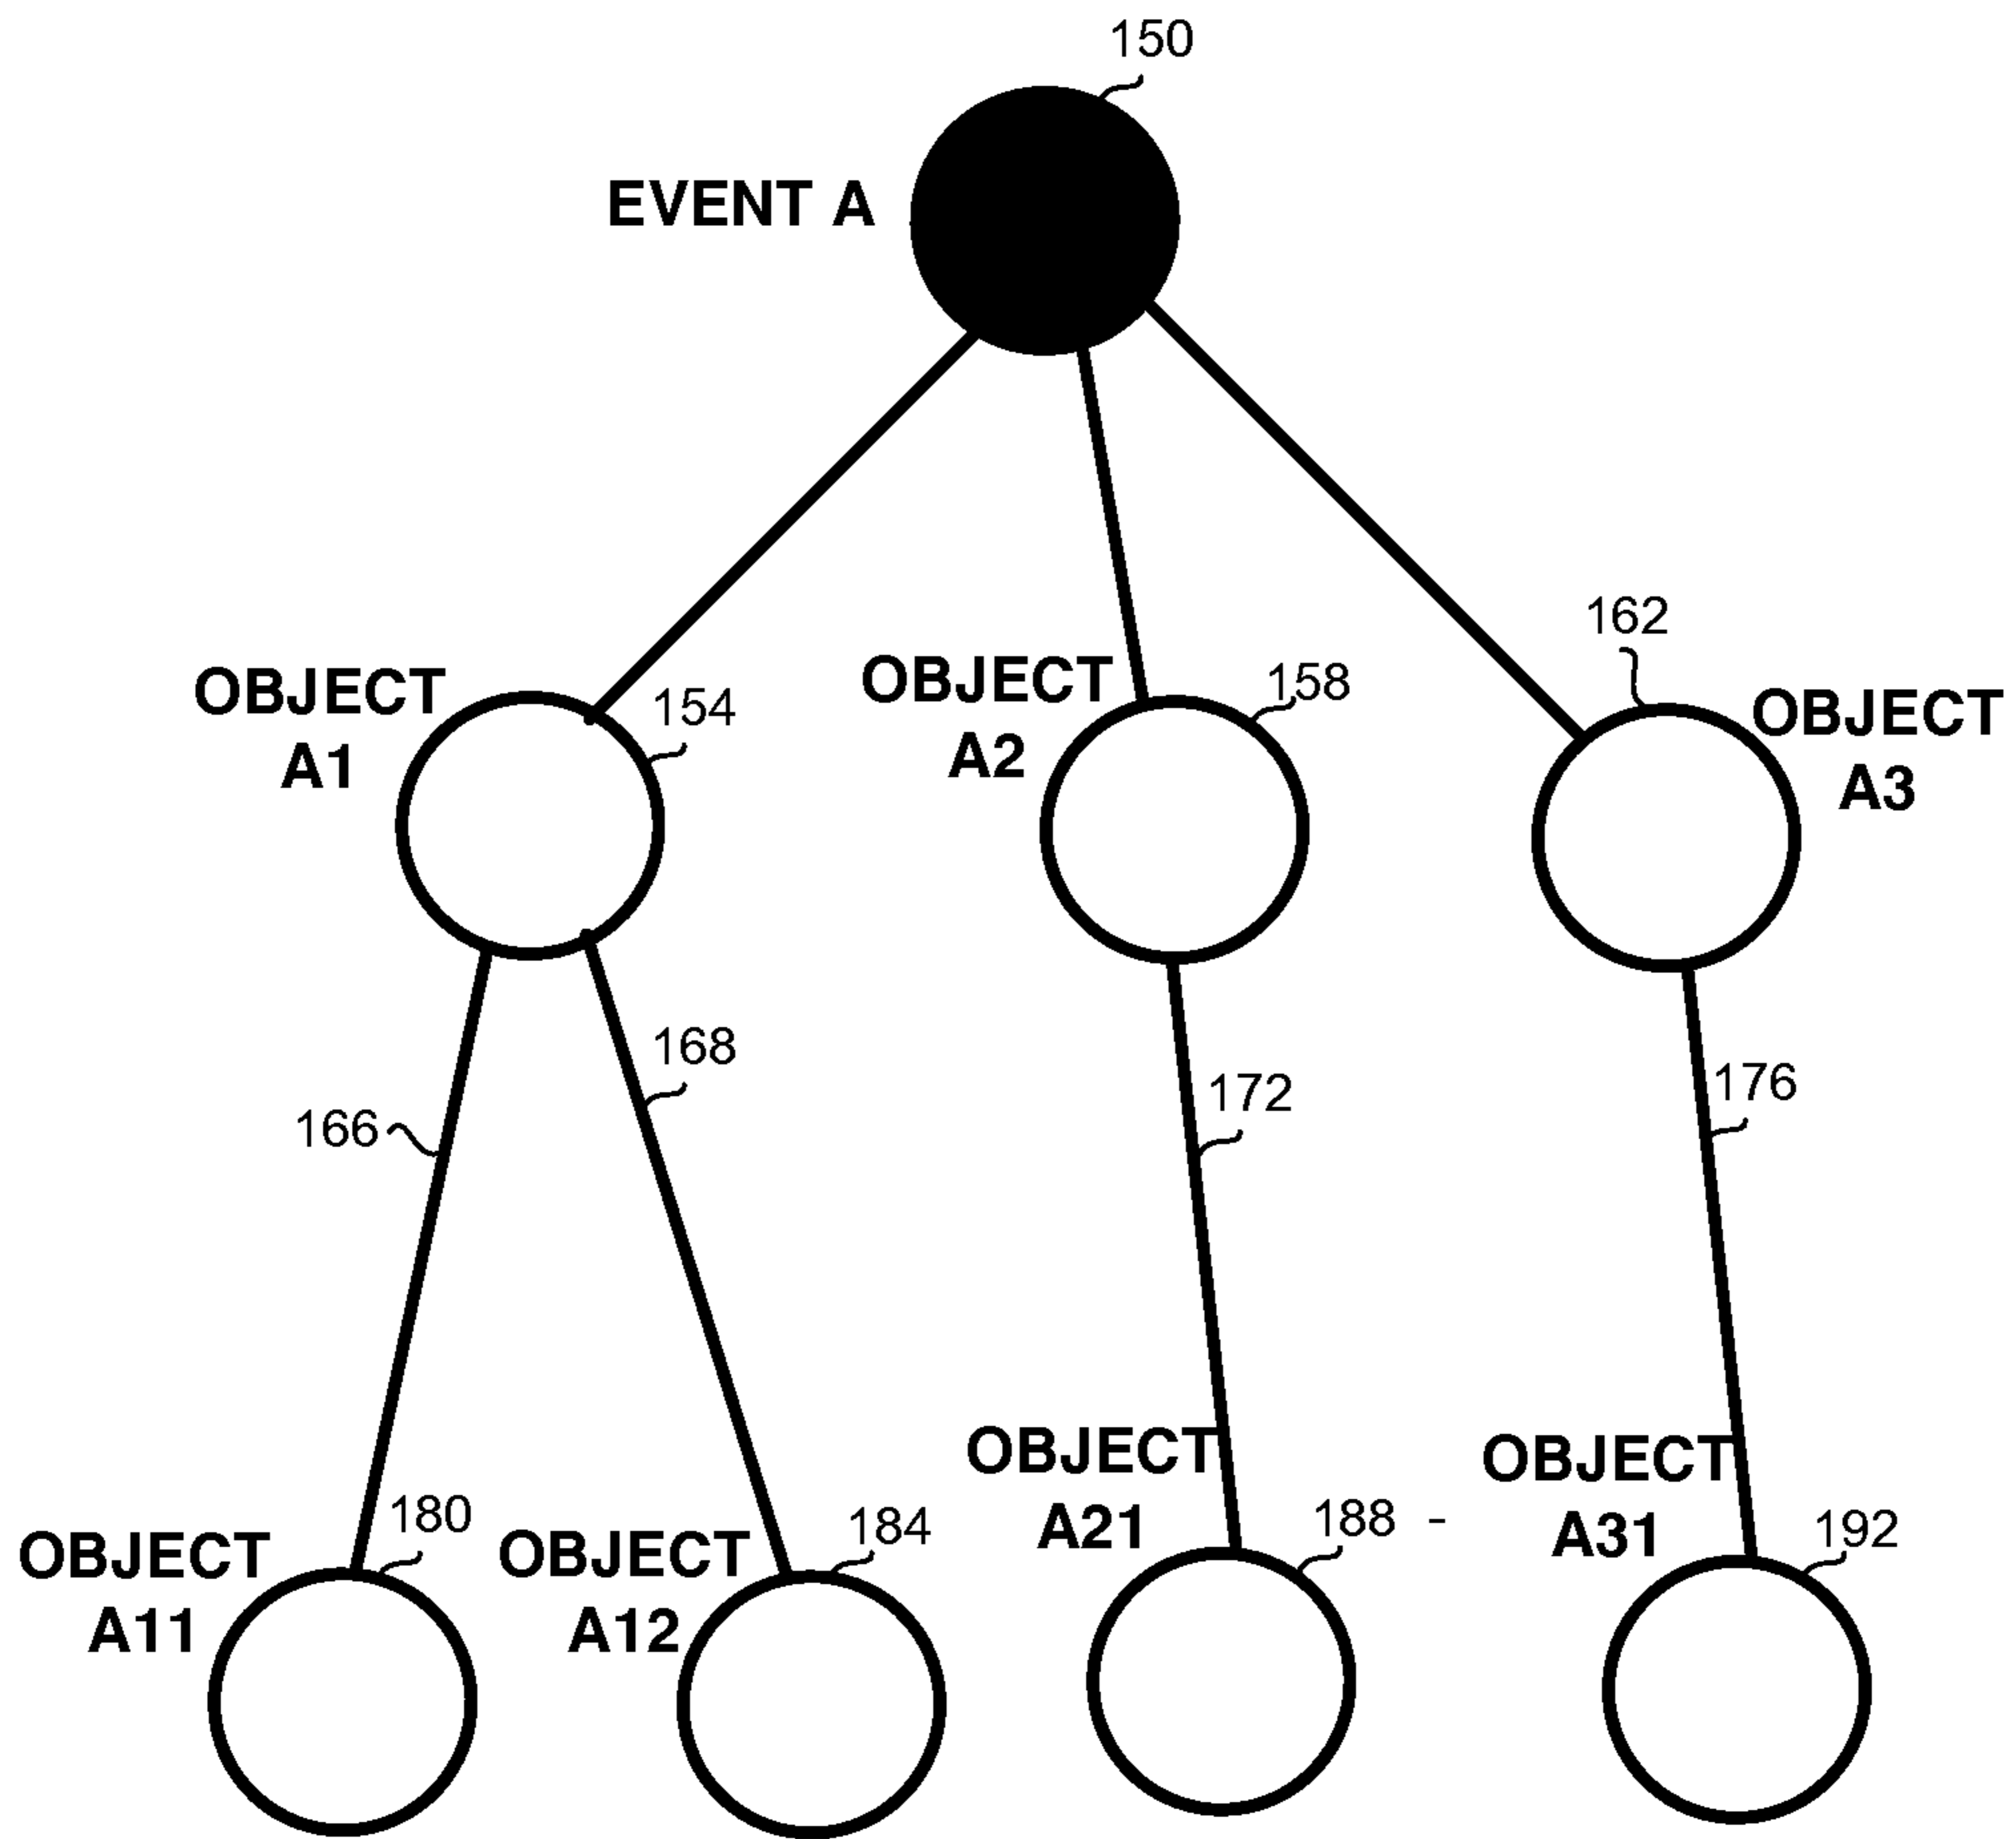 150
EVENT A
162
OBJECT
A1
154
OBJECT
A2
158
OBJECT
A3
168
166
172
176
OBJECT
A11
180
OBJECT
A12
184
OBJECT
A21
188 -
OBJECT
A31
192